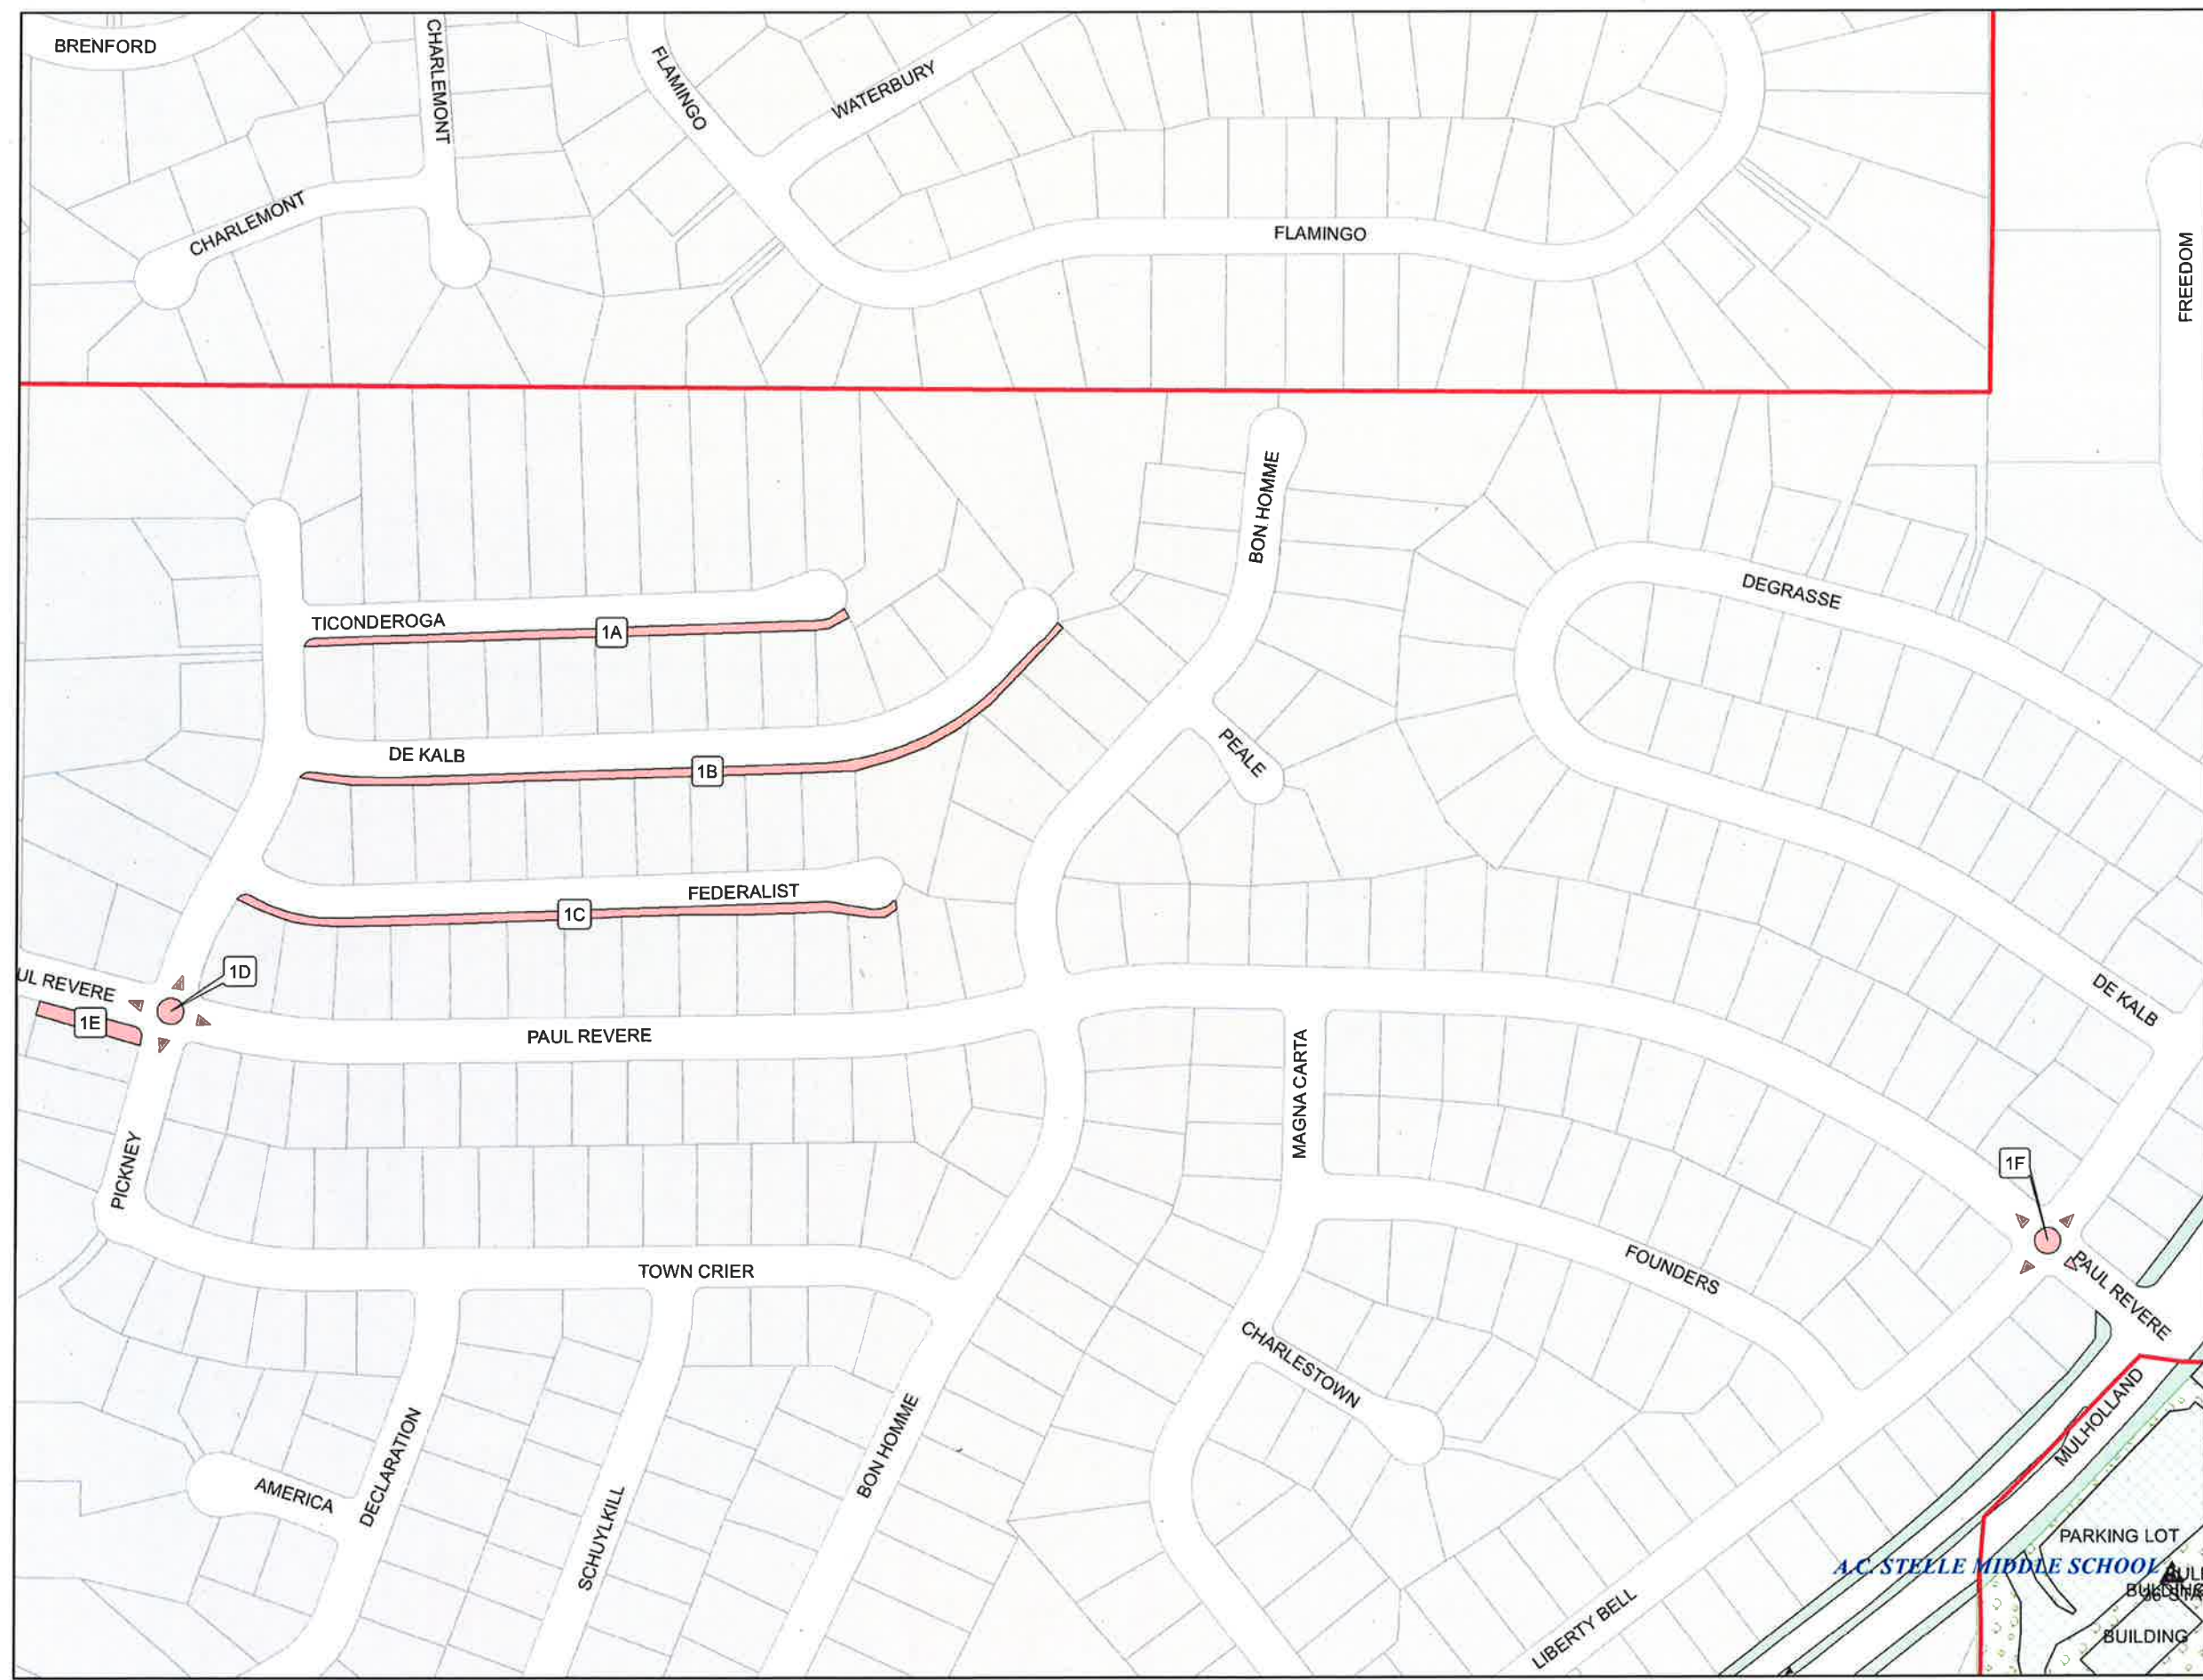 BRENFORD
CHARLEMONT
FLAMINGO
WATERBURY
CHARLEMONT
FLAMINGO
FREEDOM
BON HOMME
DEGRASSE
TICONDEROGA
1A
DE KALB
1B
PEALE
FEDERALIST
1C
1D
UL REVERE
1E
PAUL REVERE
DE KALB
MAGNA CARTA
PICKNEY
1F
TOWN CRIER
FOUNDERS
PAUL REVERE
CHARLESTOWN
MULHOLLAND
DECLARATION
BON HOMME
AMERICA
SCHUYLKILL
PARKING LOT
A.C. STELLE MIDDLE SCHOOL
LIBERTY BELL
BUILDING